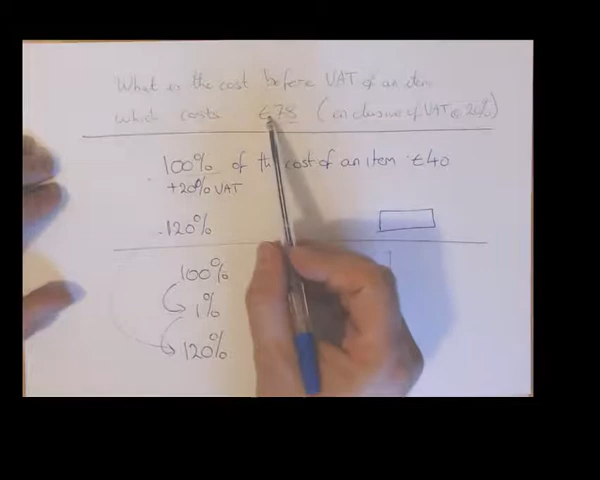 What is the cost before VAT of an item
which costs €78 (inclusive of VAT @ 20%)
100% of the cost of an item €40
+20% VAT
120%
100%
1%
120%